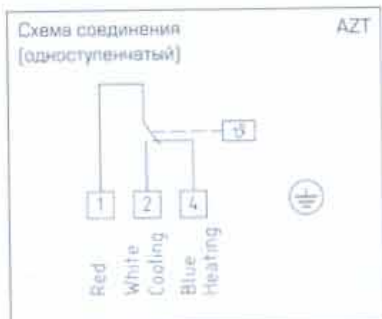 Схема соединения AZT
(одноступенчатый)
ϑ
1 2 4
Red
White
Cooling
Blue
Heating